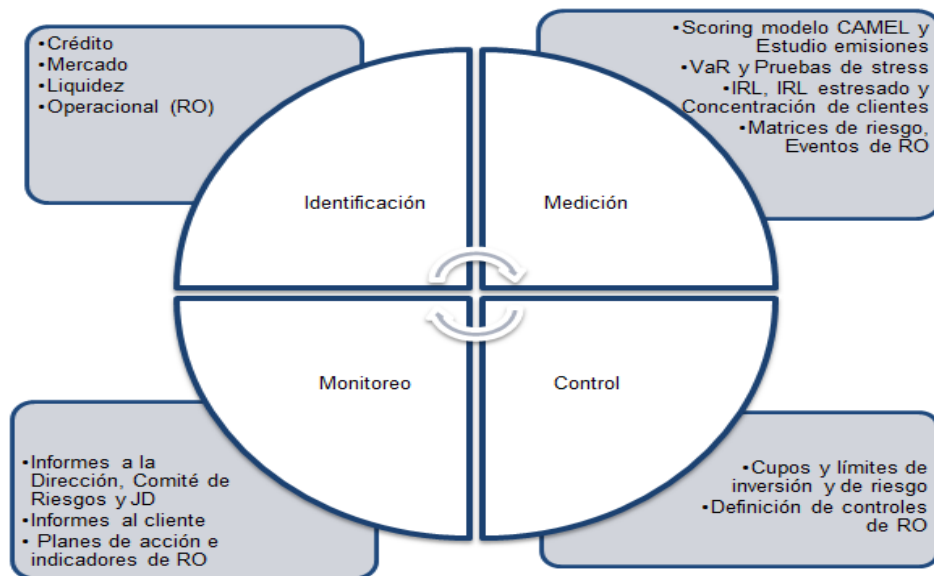 •Crédito
•Mercado
•Liquidez
•Operacional (RO)
•Scoring modelo CAMEL y
Estudio emisiones
•VaR y Pruebas de stress
•IRL, IRL estresado y
Concentración de clientes
•Matrices de riesgo,
Eventos de RO
Identificación
Medición
Monitoreo
Control
•Informes a la
Dirección, Comité de
Riesgos y JD
•Informes al cliente
• Planes de acción e
indicadores de RO
•Cupos y límites de
inversión y de riesgo
•Definición de controles
de RO